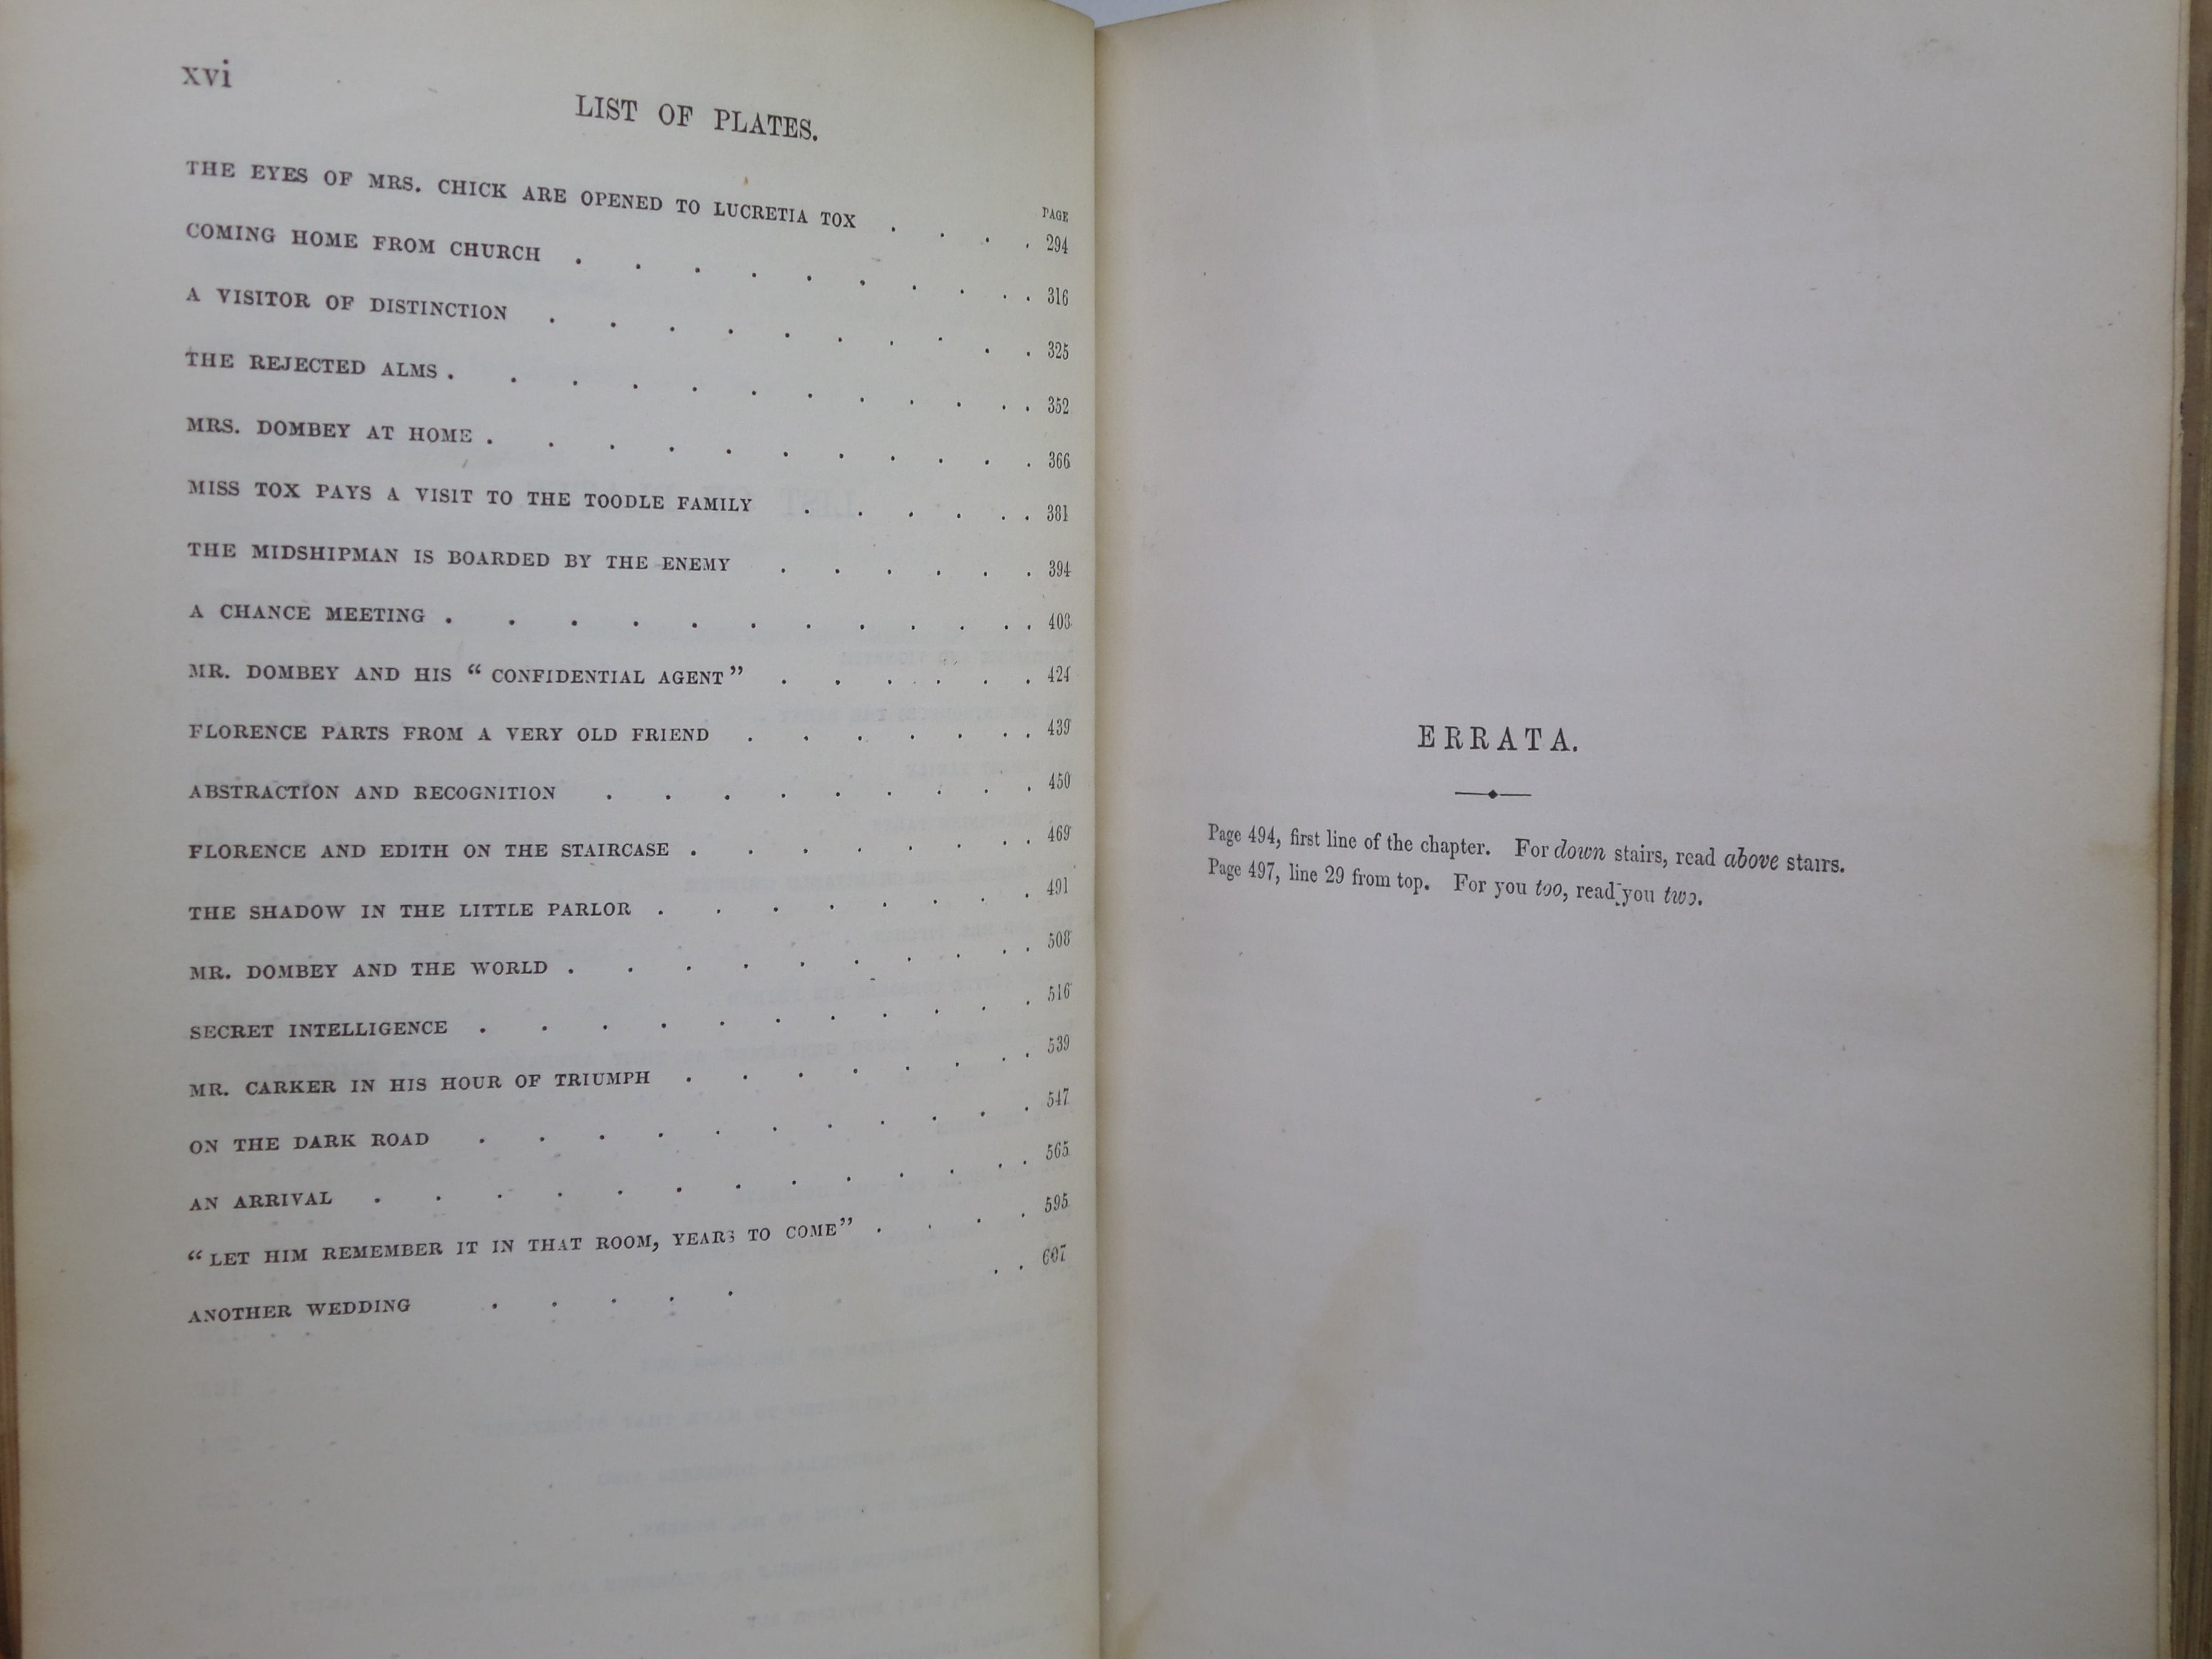 xvi
LIST OF PLATES.
PAGE
THE EYES OF MRS. CHICK ARE OPENED TO LUCRETIA TOX . . . . 294
COMING HOME FROM CHURCH . . . . . . . . . . 316
A VISITOR OF DISTINCTION . . . . . . . . . . 325
THE REJECTED ALMS . . . . . . . . . . . 352
MRS. DOMBEY AT HOME . . . . . . . . . . 366
MISS TOX PAYS A VISIT TO THE TOODLE FAMILY . . . . . 381
THE MIDSHIPMAN IS BOARDED BY THE ENEMY . . . . . . 394
A CHANCE MEETING . . . . . . . . . . . 403
MR. DOMBEY AND HIS "CONFIDENTIAL AGENT" . . . . . . 424
FLORENCE PARTS FROM A VERY OLD FRIEND . . . . . . . 439
ABSTRACTION AND RECOGNITION . . . . . . . . . 450
FLORENCE AND EDITH ON THE STAIRCASE . . . . . . . . 469
THE SHADOW IN THE LITTLE PARLOR . . . . . . . . 491
MR. DOMBEY AND THE WORLD . . . . . . . . . . 508
SECRET INTELLIGENCE . . . . . . . . . . . 516
MR. CARKER IN HIS HOUR OF TRIUMPH . . . . . . . . 539
ON THE DARK ROAD . . . . . . . . . . . 547
AN ARRIVAL . . . . . . . . . . . . . 565
"LET HIM REMEMBER IT IN THAT ROOM, YEARS TO COME" . . . . 595
ANOTHER WEDDING . . . . . . . 607
ERRATA.
Page 494, first line of the chapter. For down stairs, read above stairs.
Page 497, line 29 from top. For you too, read you two.